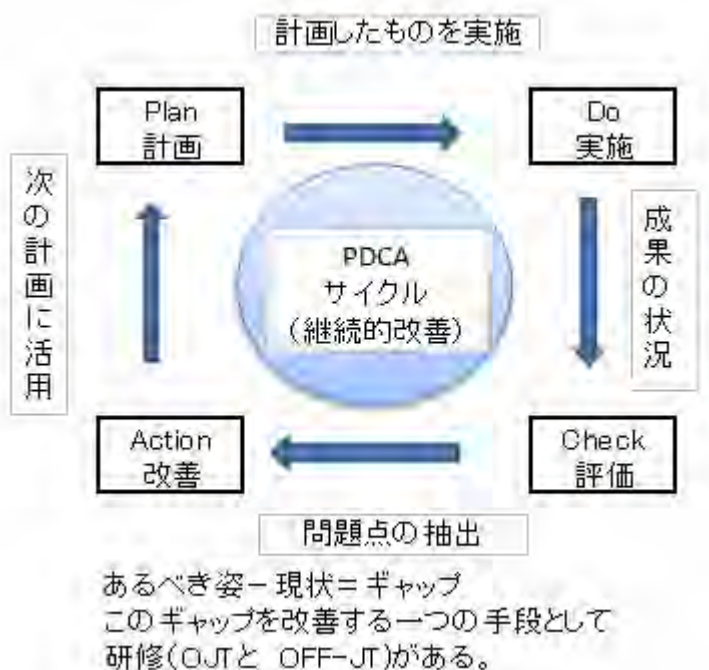 計画したものを実施
Plan
計画
Do
実施
次の計画に活用
PDCA
サイクル
(継続的改善)
成果の状況
Action
改善
Check
評価
問題点の抽出
あるべき姿-現状=ギャップ
このギャップを改善する一つの手段として
研修(OJTと OFF-JT)がある。